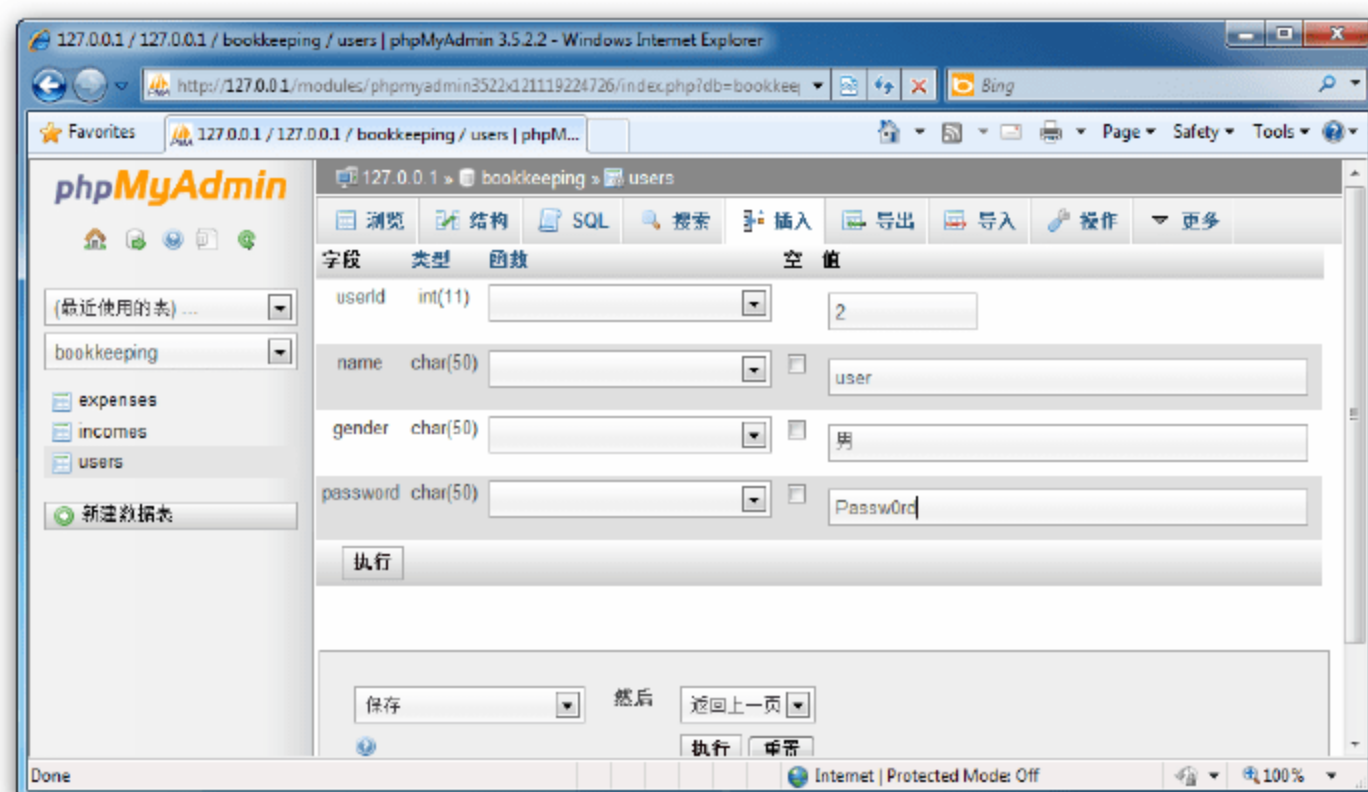 127.0.0.1 / 127.0.0.1 / bookkeeping / users | phpMyAdmin 3.5.2.2 - Windows Internet Explorer
http://127.0.0.1/modules/phpmyadmin3522x121119224726/index.php?db=bookkee Bing
Favorites 127.0.0.1 / 127.0.0.1 / bookkeeping / users | phpM... Page Safety Tools
phpMyAdmin
127.0.0.1 » bookkeeping » users
浏览 结构 SQL 搜索 插入 导出 导入 操作 更多
字段 类型 函数 空 值
(最近使用的表) ...
bookkeeping
expenses
incomes
users
新建数据表
userId int(11) 2
name char(50) user
gender char(50) 男
password char(50) Passw0rd
执行
保存 然后 返回上一页
执行 重置
Done Internet | Protected Mode: Off 100%